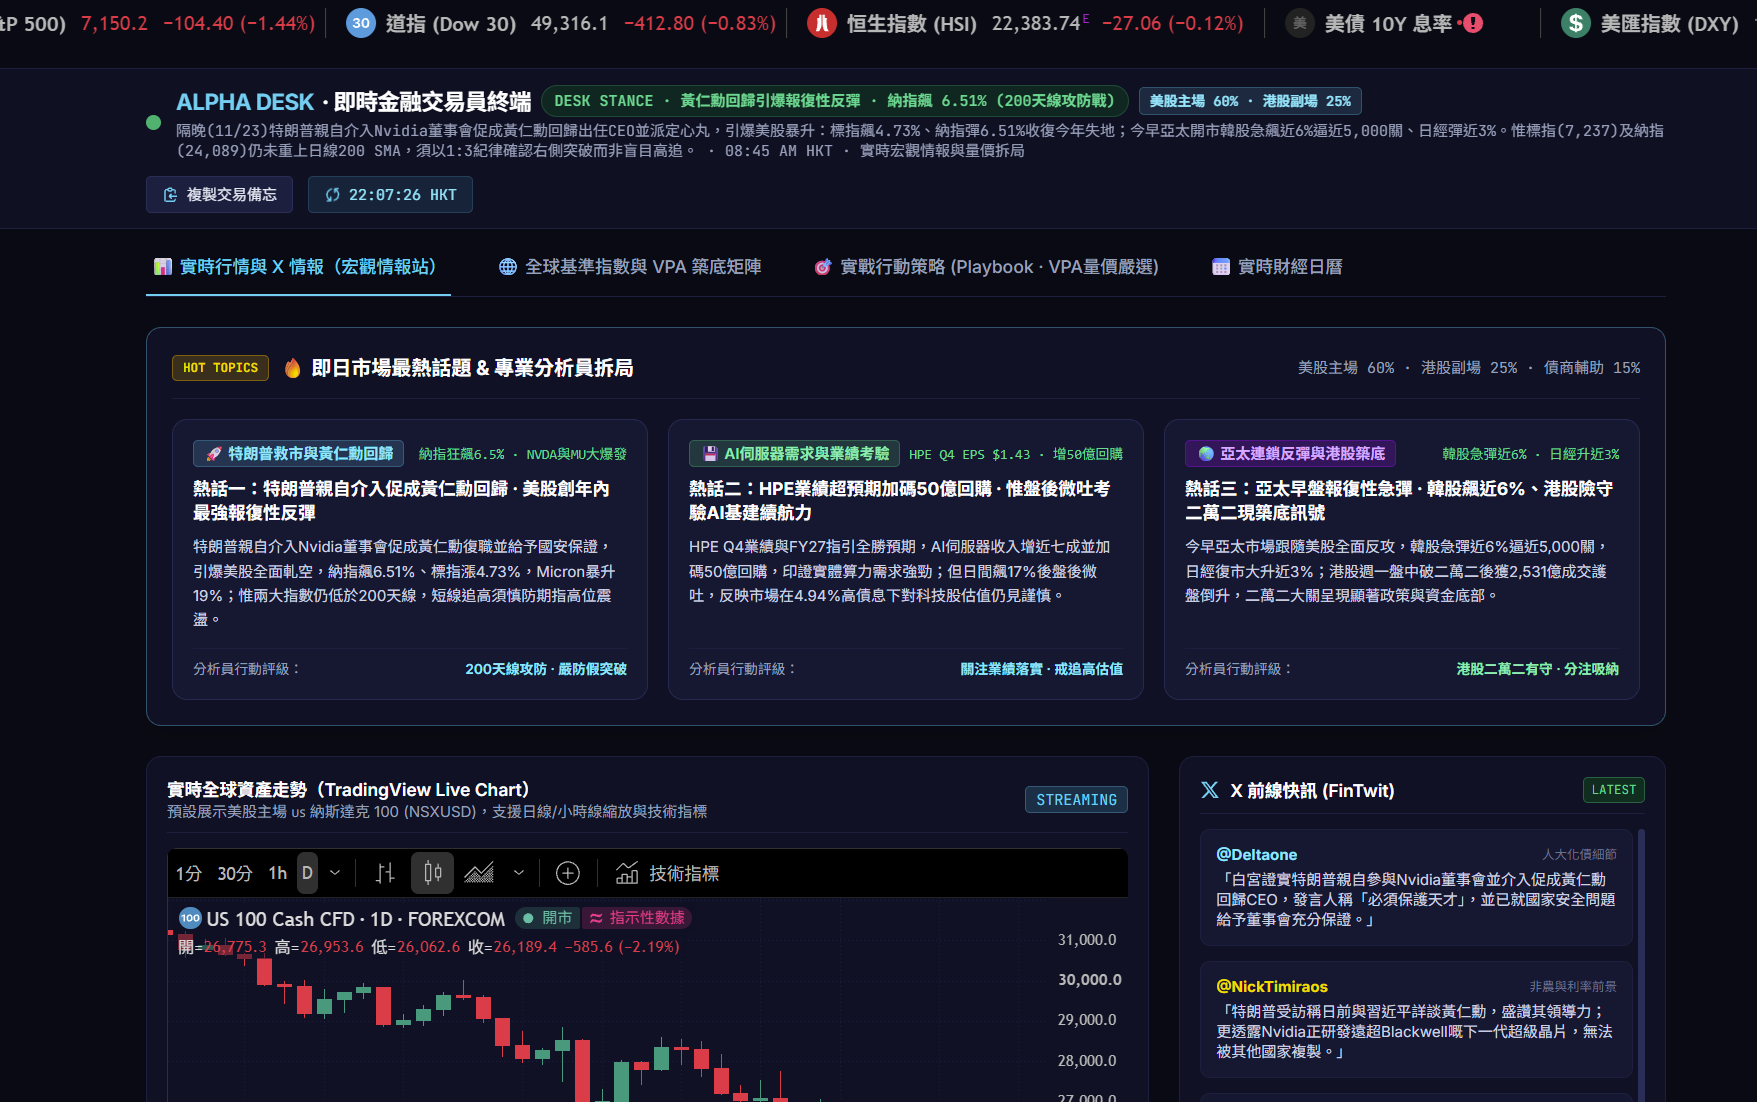 &P 500) 7,150.2 −104.40 (−1.44%) 30 道指 (Dow 30) 49,316.1 −412.80 (−0.83%) 恒生指數 (HSI) 22,383.74 E −27.06 (−0.12%) 美 美債 10Y 息率 ! $ 美匯指數 (DXY)
ALPHA DESK · 即時金融交易員終端 DESK STANCE · 黃仁勳回歸引爆報復性反彈 · 納指飆 6.51% (200天線攻防戰) 美股主場 60% · 港股副場 25%
隔晚(11/23)特朗普親自介入Nvidia董事會促成黃仁勳回歸出任CEO並派定心丸，引爆美股暴升：標指飆4.73%、納指彈6.51%收復今年失地；今早亞太開市韓股急飆近6%逼近5,000關、日經彈近3%。惟標指(7,237)及納指
(24,089)仍未重上日線200 SMA，須以1:3紀律確認右側突破而非盲目高追。 · 08:45 AM HKT · 實時宏觀情報與量價拆局
複製交易備忘 22:07:26 HKT
實時行情與 X 情報（宏觀情報站） 全球基準指數與 VPA 築底矩陣 實戰行動策略 (Playbook · VPA量價嚴選) 實時財經日曆
HOT TOPICS 即日市場最熱話題 & 專業分析員拆局 美股主場 60% · 港股副場 25% · 債商輔助 15%
特朗普救市與黃仁勳回歸 納指狂飆6.5% · NVDA與MU大爆發
熱話一：特朗普親自介入促成黃仁勳回歸 · 美股創年內
最強報復性反彈
特朗普親自介入Nvidia董事會促成黃仁勳復職並給予國安保證，
引爆美股全面軋空，納指飆6.51%、標指漲4.73%，Micron暴升
19%；惟兩大指數仍低於200天線，短線追高須慎防期指高位震
盪。
分析員行動評級： 200天線攻防 · 嚴防假突破
AI伺服器需求與業績考驗 HPE Q4 EPS $1.43 · 增50億回購
熱話二：HPE業績超預期加碼50億回購 · 惟盤後微吐考
驗AI基建續航力
HPE Q4業績與FY27指引全勝預期，AI伺服器收入增近七成並加
碼50億回購，印證實體算力需求強勁；但日間飆17%後盤後微
吐，反映市場在4.94%高債息下對科技股估值仍見謹慎。
分析員行動評級： 關注業績落實 · 戒追高估值
亞太連鎖反彈與港股築底 韓股急彈近6% · 日經升近3%
熱話三：亞太早盤報復性急彈 · 韓股飆近6%、港股險守
二萬二現築底訊號
今早亞太市場跟隨美股全面反攻，韓股急彈近6%逼近5,000關，
日經復市大升近3%；港股週一盤中破二萬二後獲2,531億成交護
盤倒升，二萬二大關呈現顯著政策與資金底部。
分析員行動評級： 港股二萬二有守 · 分注吸納
實時全球資產走勢（TradingView Live Chart） STREAMING
預設展示美股主場 us 納斯達克 100 (NSXUSD)，支援日線/小時線縮放與技術指標
1分 30分 1h D 技術指標
100 US 100 Cash CFD · 1D · FOREXCOM 開市 指示性數據
開=26,775.3 高=26,953.6 低=26,062.6 收=26,189.4 −585.6 (−2.19%)
31,000.0
30,000.0
29,000.0
28,000.0
27,000.0
X 前線快訊 (FinTwit) LATEST
@Deltaone 人大化債細節
「白宮證實特朗普親自參與Nvidia董事會並介入促成黃仁勳
回歸CEO，發言人稱「必須保護天才」，並已就國家安全問題
給予董事會充分保證。」
@NickTimiraos 非農與利率前景
「特朗普受訪稱日前與習近平詳談黃仁勳，盛讚其領導力；
更透露Nvidia正研發遠超Blackwell嘅下一代超級晶片，無法
被其他國家複製。」